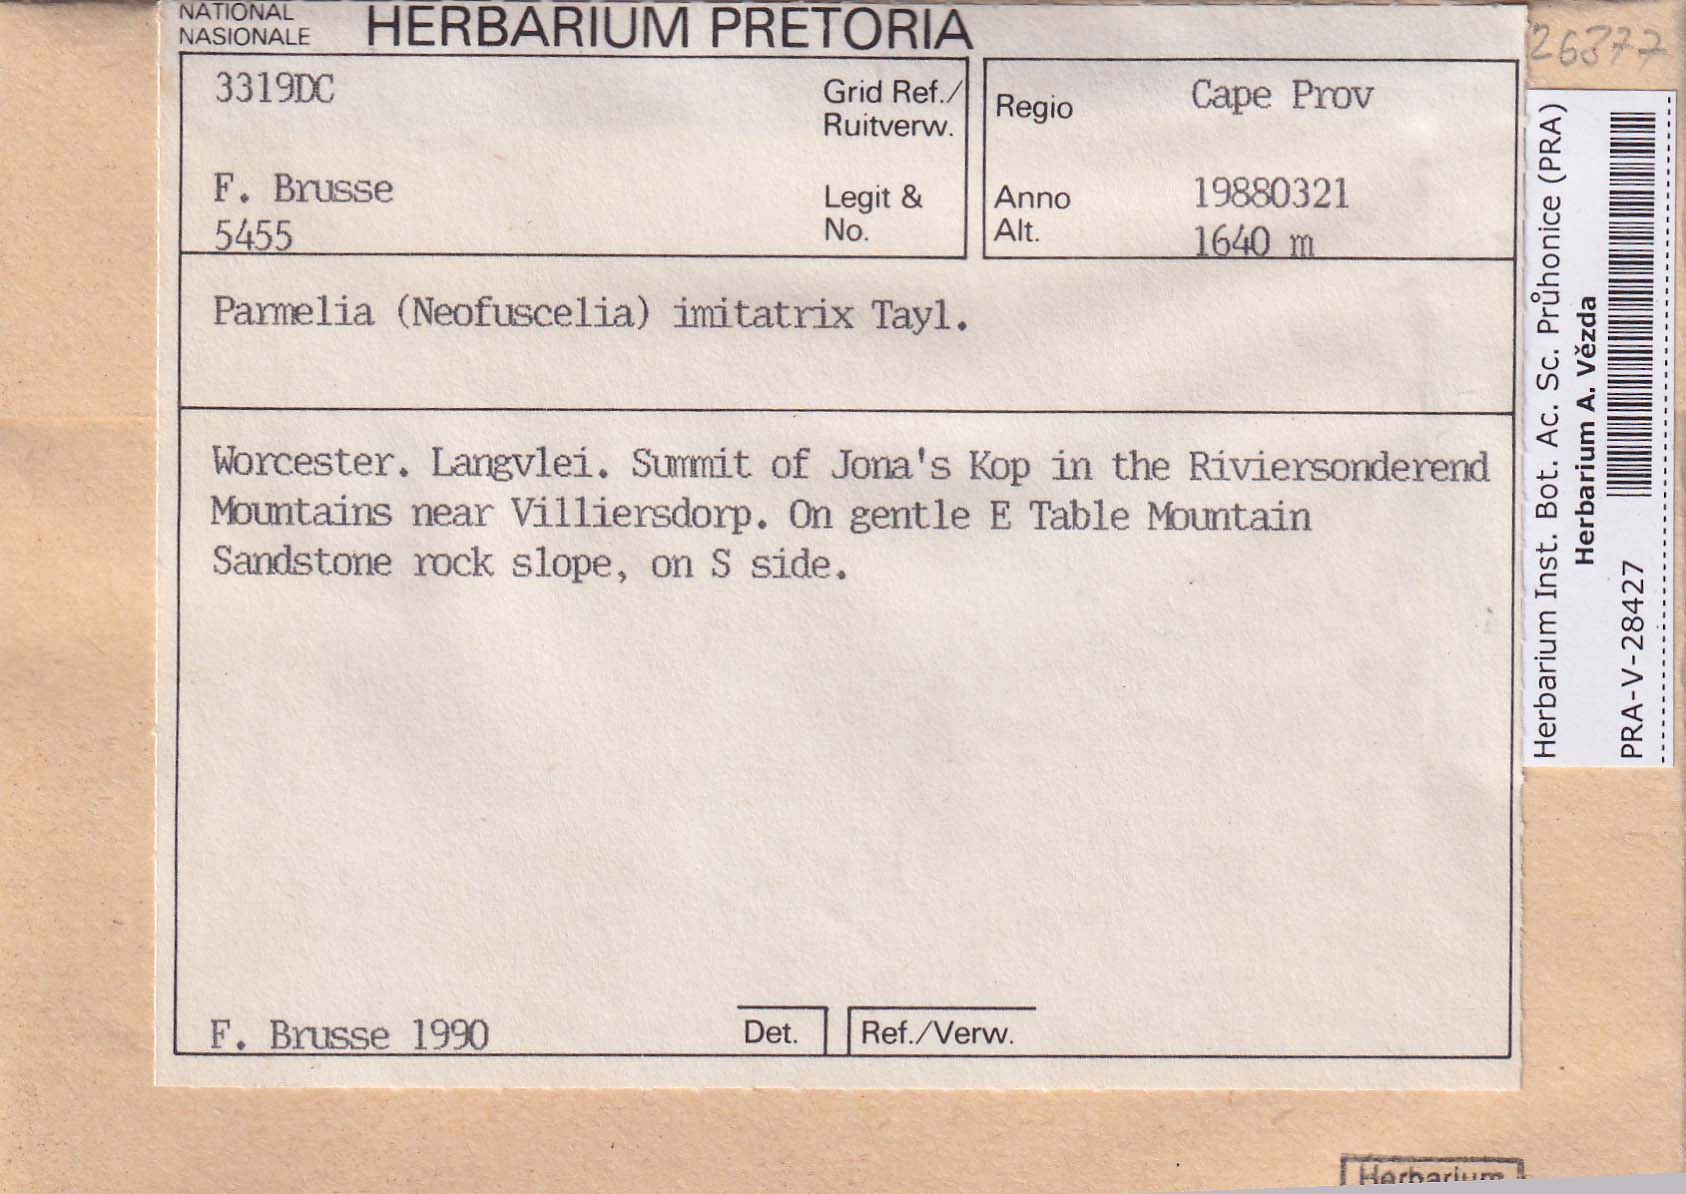 NATIONAL
NASIONALE
HERBARIUM PRETORIA
3319DC
Grid Ref./
Ruitverw.
Regio
Cape Prov
F. Brusse
Legit &
Anno
19880321
5455
No.
Alt.
1640 m
Parmelia (Neofuscelia) imitatrix Tayl.
Worcester. Langvlei. Summit of Jona's Kop in the Riviersonderend
Mountains near Villiersdorp. On gentle E Table Mountain
Sandstone rock slope, on S side.
F. Brusse 1990
Det.
Ref./Verw.
26377
Herbarium Inst. Bot. Ac. Sc. Průhonice (PRA)
Herbarium A. Vězda
PRA-V-28427
Herbarium